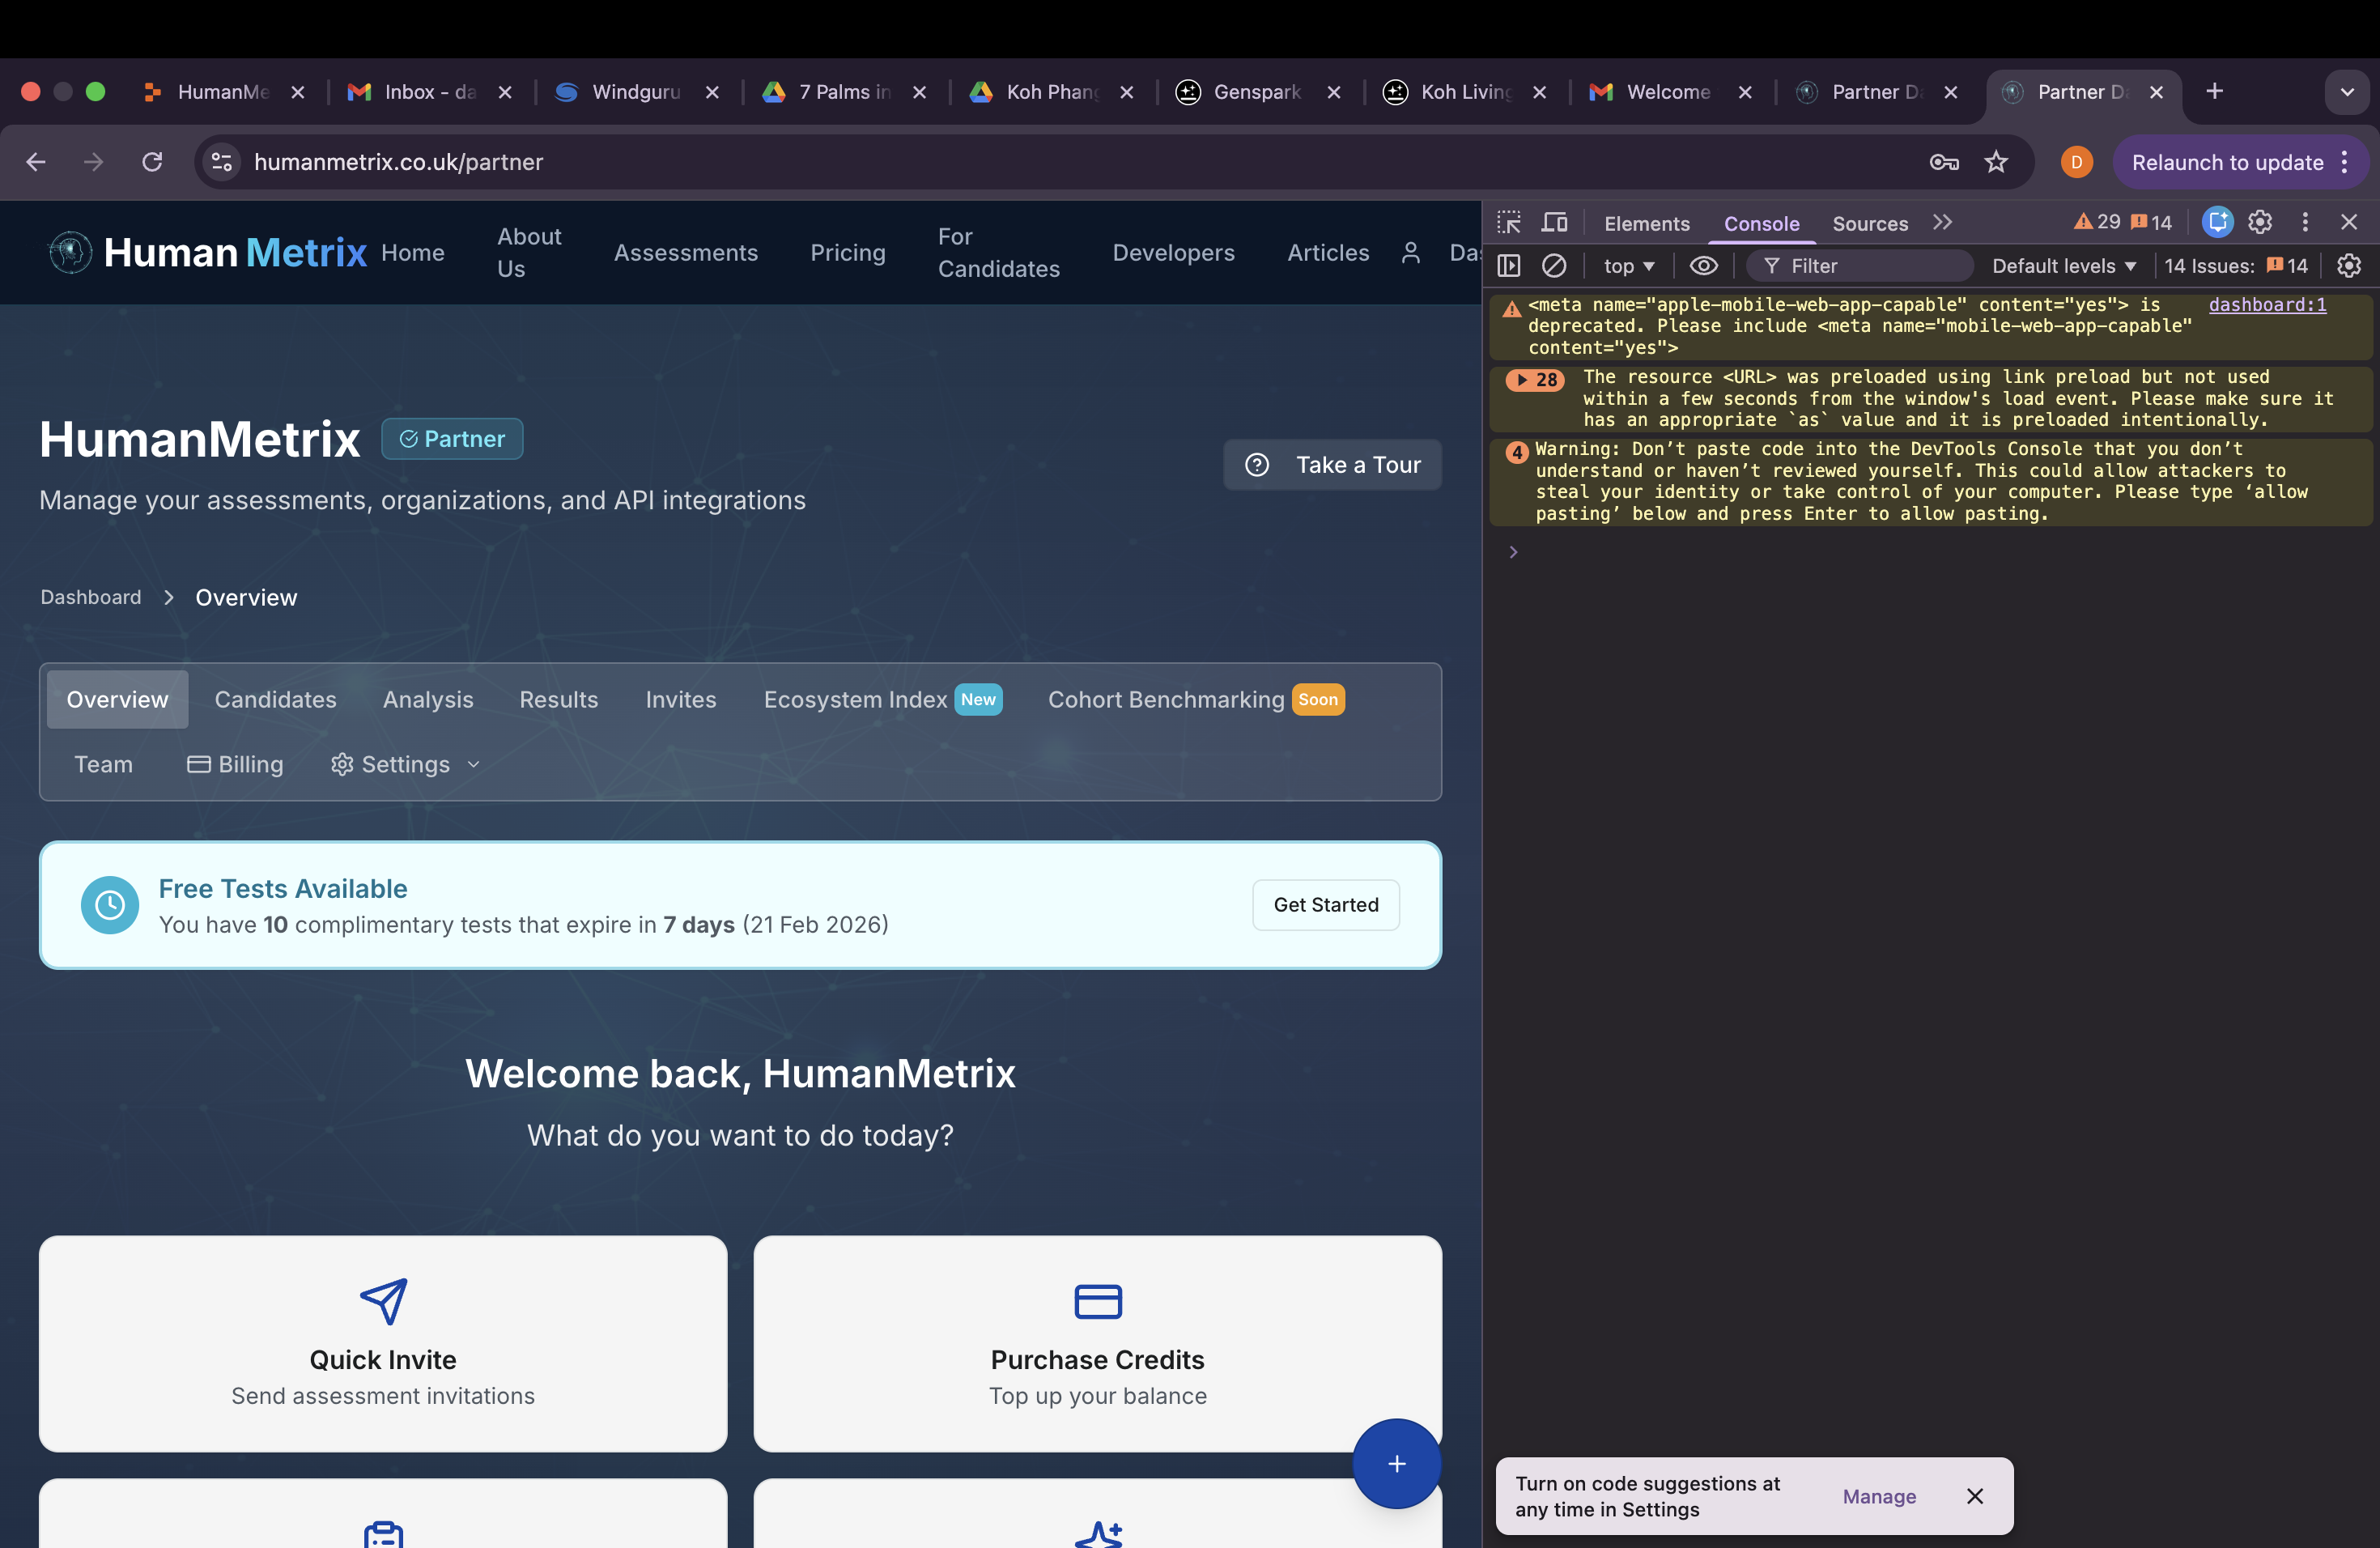 HumanMe
Inbox - da
Windguru
7 Palms in
Koh Phang
Genspark
Koh Living
Welcome
Partner D
Partner D
humanmetrix.co.uk/partner
D
Relaunch to update
Human Metrix
Home
About
Us
Assessments
Pricing
For
Candidates
Developers
Articles
Das
HumanMetrix
Partner
Take a Tour
Manage your assessments, organizations, and API integrations
Dashboard
Overview
Overview
Candidates
Analysis
Results
Invites
Ecosystem Index New
Cohort Benchmarking Soon
Team
Billing
Settings
Free Tests Available
You have 10 complimentary tests that expire in 7 days (21 Feb 2026)
Get Started
Welcome back, HumanMetrix
What do you want to do today?
Quick Invite
Send assessment invitations
Purchase Credits
Top up your balance
+
Elements
Console
Sources
29
14
top
Filter
Default levels
14 Issues:
14
<meta name="apple-mobile-web-app-capable" content="yes"> is
dashboard:1
deprecated. Please include <meta name="mobile-web-app-capable"
content="yes">
28
The resource <URL> was preloaded using link preload but not used
within a few seconds from the window's load event. Please make sure it
has an appropriate `as` value and it is preloaded intentionally.
4
Warning: Don’t paste code into the DevTools Console that you don’t
understand or haven’t reviewed yourself. This could allow attackers to
steal your identity or take control of your computer. Please type ‘allow
pasting’ below and press Enter to allow pasting.
Turn on code suggestions at
any time in Settings
Manage